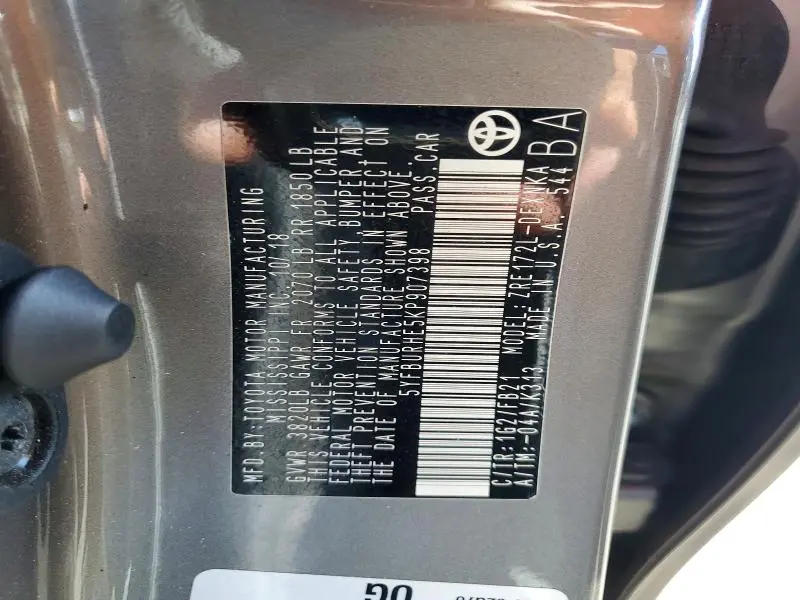 MFD.BY:TOYOTA MOTOR MANUFACTURING
MISSISSIPPI INC. 10/18
GVWR 3820LB GAWR FR 2070 LB RR 1850LB
THIS VEHICLE CONFORMS TO ALL APPLICABLE
FEDERAL MOTOR VEHICLE SAFETY, BUMPER, AND
THEFT PREVENTION STANDARDS IN EFFECT ON
THE DATE OF MANUFACTURE SHOWN ABOVE.
5YFBURHE5KP907398 PASS.CAR
C/TR:1G2/FB21 MODEL: ZRE172L-DEXNKA
A/TM:-04A/K313 MADE IN U.S.A. 544 BA